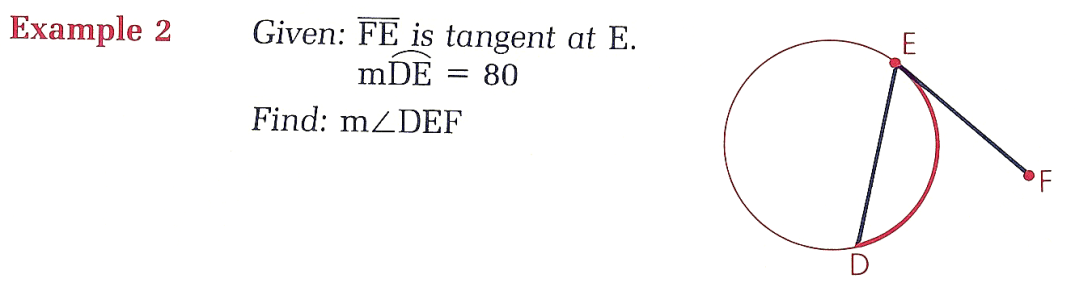 Example 2 Given: FE is tangent at E.
mDE = 80
Find: m∠DEF
E
F
D